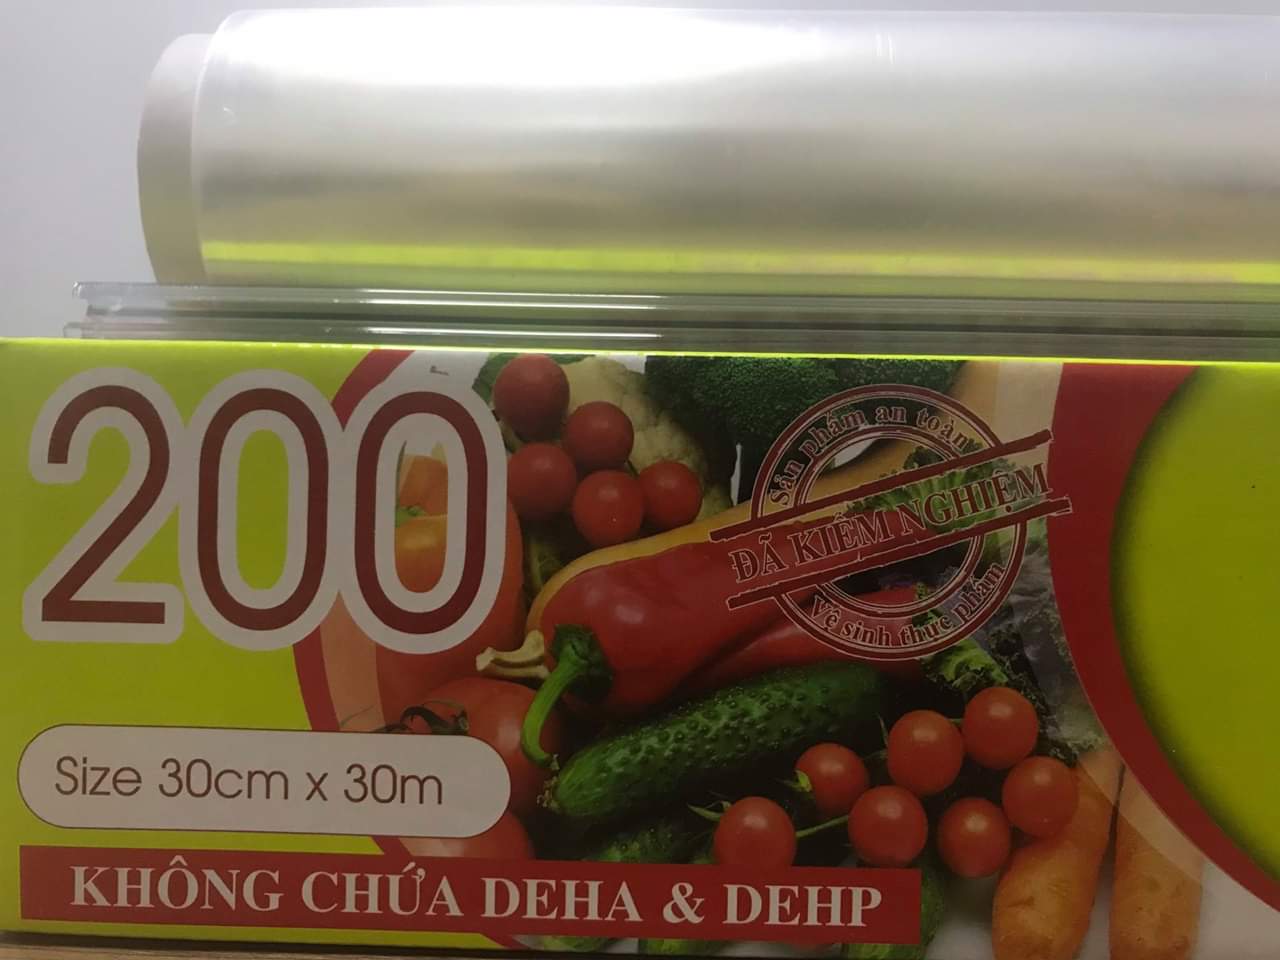 200
Sản phẩm an toàn
ĐÃ KIỂM NGHIỆM
Vệ sinh thực phẩm
Size 30cm x 30m
KHÔNG CHỨA DEHA & DEHP